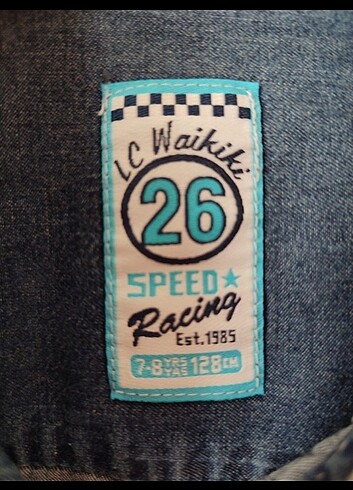 LC Waikiki
26
SPEED★
Racing
Est.1985
7-8 YRS YAŞ 128 CM